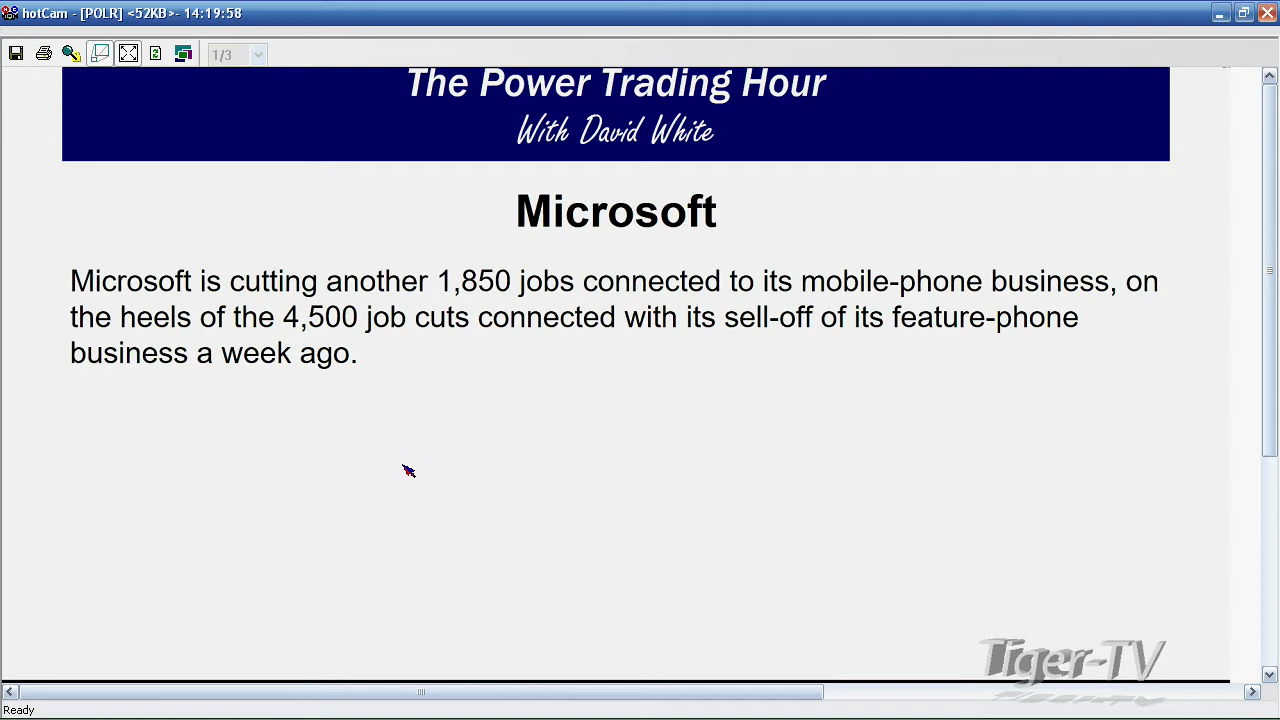 hotCam - [POLR] <52KB>- 14:19:58
1/3
The Power Trading Hour
With David White
Microsoft
Microsoft is cutting another 1,850 jobs connected to its mobile-phone business, on
the heels of the 4,500 job cuts connected with its sell-off of its feature-phone
business a week ago.
Tiger-TV
Ready